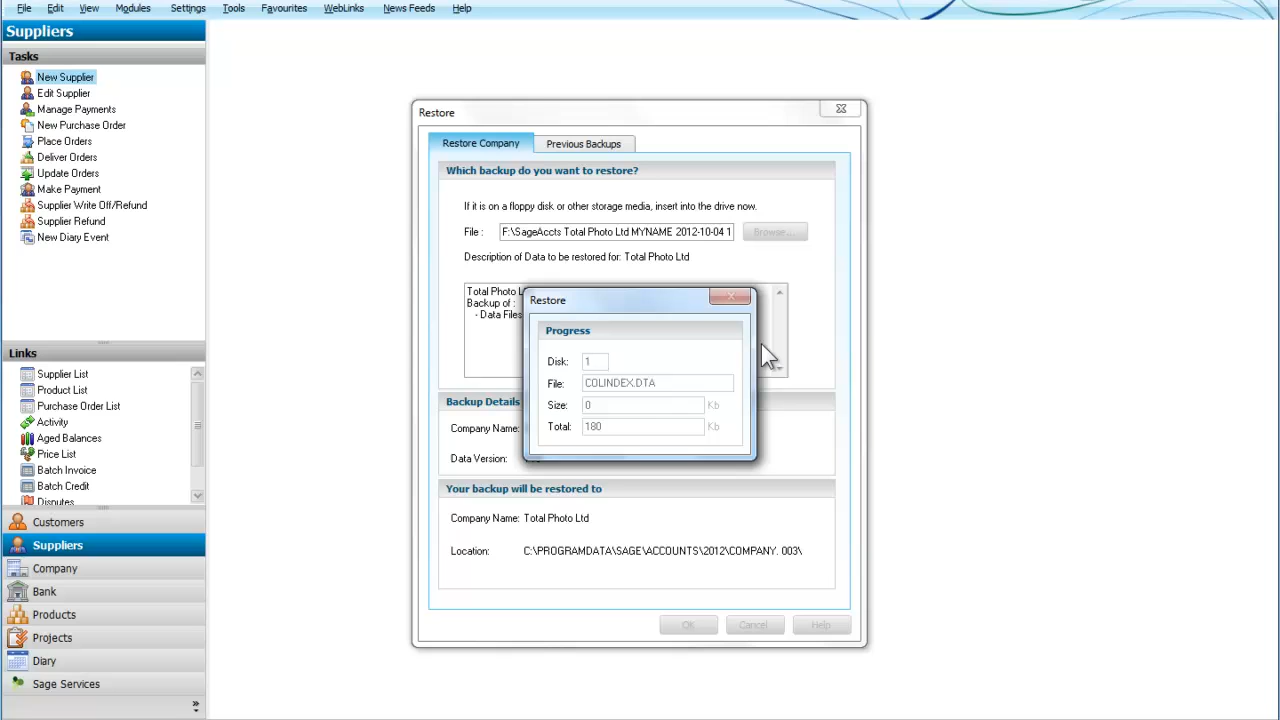 File Edit View Modules Settings Tools Favourites WebLinks News Feeds Help
Suppliers
Tasks
New Supplier
Edit Supplier
Manage Payments
New Purchase Order
Place Orders
Deliver Orders
Update Orders
Make Payment
Supplier Write Off/Refund
Supplier Refund
New Diary Event
Links
Supplier List
Product List
Purchase Order List
Activity
Aged Balances
Price List
Batch Invoice
Batch Credit
Disputes
Customers
Suppliers
Company
Bank
Products
Projects
Diary
Sage Services
Restore
Restore Company Previous Backups
Which backup do you want to restore?
If it is on a floppy disk or other storage media, insert into the drive now.
File : F:\SageAccts Total Photo Ltd MYNAME 2012-10-04 1 Browse...
Description of Data to be restored for: Total Photo Ltd
Total Photo L
Backup of :
- Data Files
Restore
Progress
Disk: 1
File: COLINDEX.DTA
Size: 0 Kb
Total: 180 Kb
Backup Details
Company Name:
Data Version:
Your backup will be restored to
Company Name: Total Photo Ltd
Location: C:\PROGRAMDATA\SAGE\ACCOUNTS\2012\COMPANY. 003\
OK Cancel Help